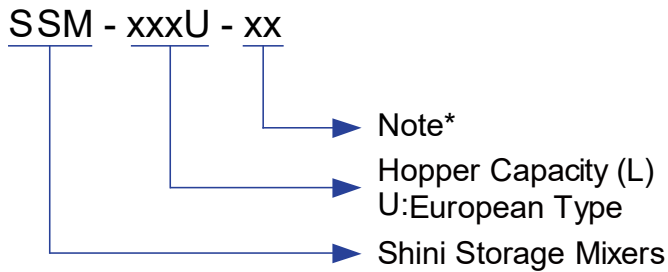 SSM - xxxU - xx
Note*
Hopper Capacity (L)
U:European Type
Shini Storage Mixers